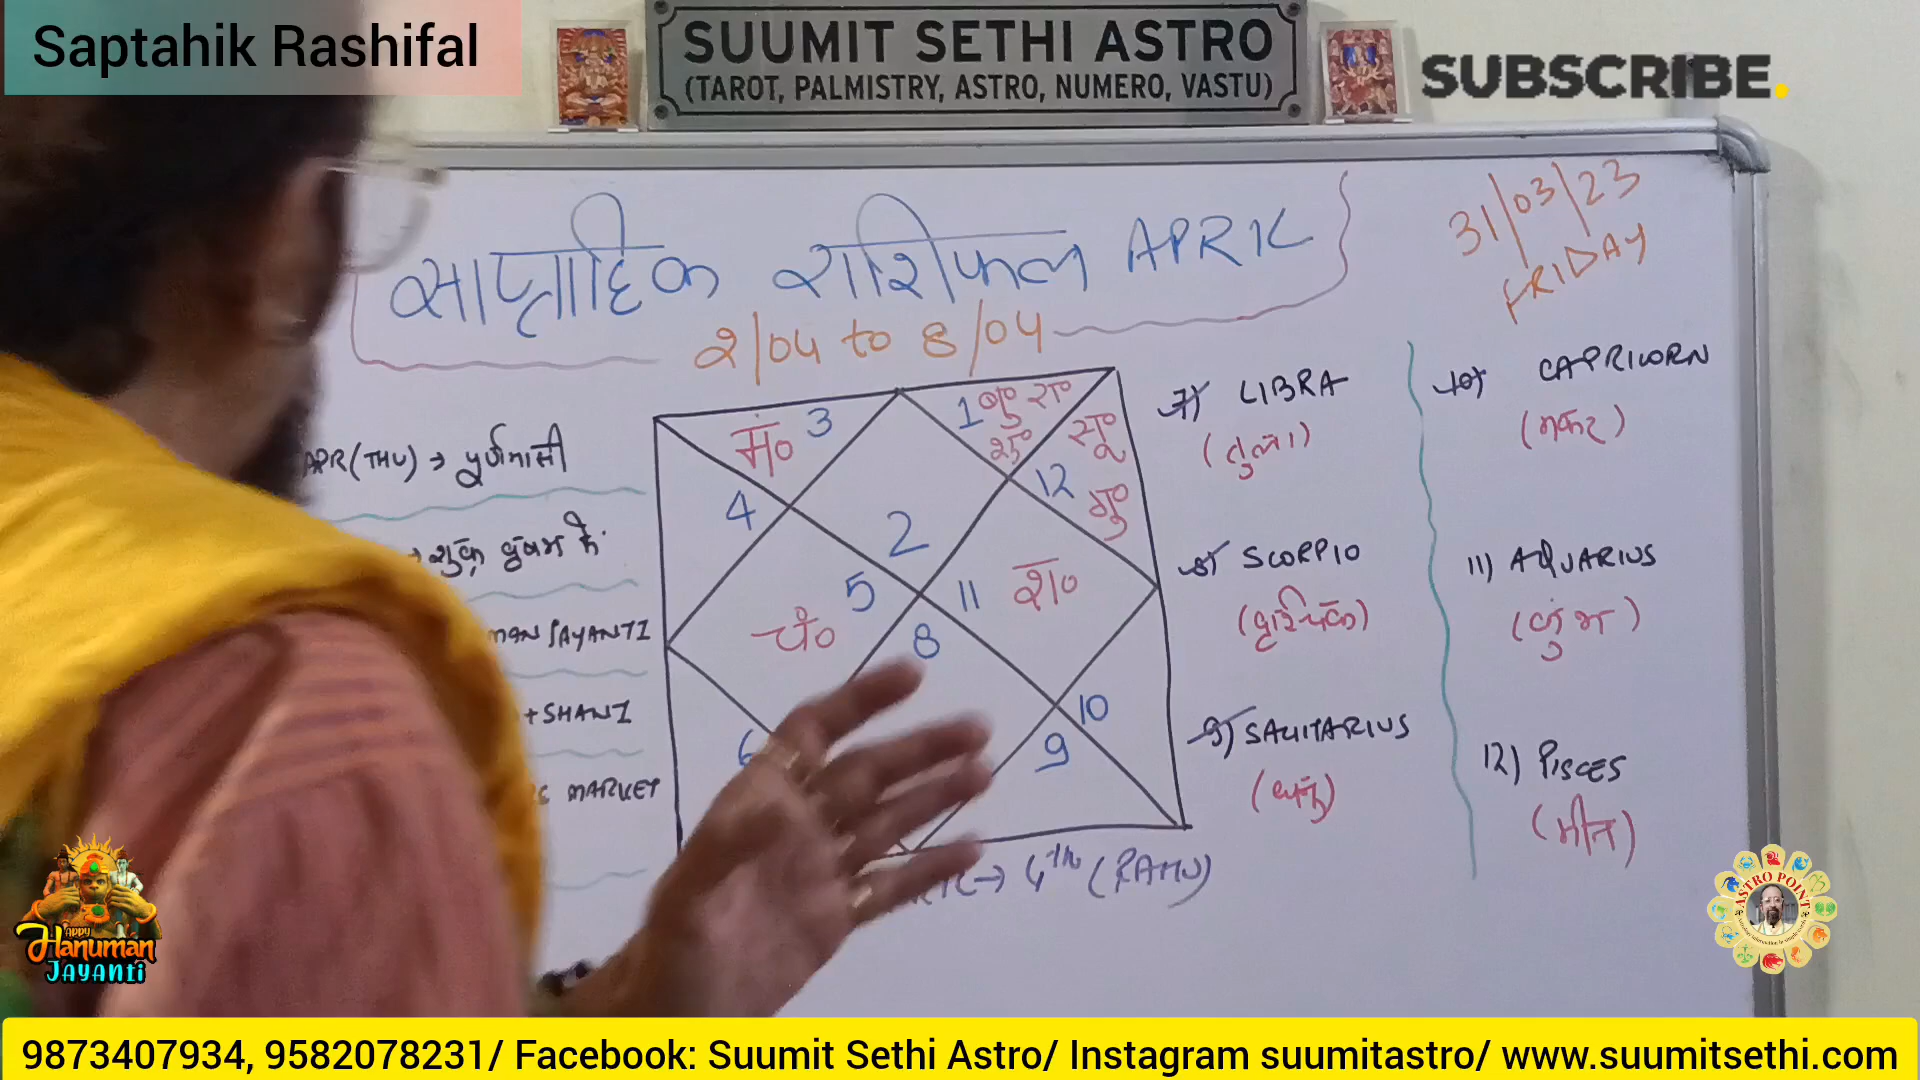 Saptahik Rashifal
SUUMIT SETHI ASTRO
(TAROT, PALMISTRY, ASTRO, NUMERO, VASTU)
SUBSCRIBE.
31/03/23
FRIDAY
साप्ताहिक राशिफल APRIL
2/04 to 8/04
APR (THU) → पूर्णमासी
शुक्र वृषभ में
JAYANTI
+ SHANI
MARKET
3 मं०
1 बु० रा० शु०
सू० 12 गु०
4
2
5 चं०
11 श०
8
6
10
9
→ 4th (RAHU)
7) LIBRA
(तुला)
8) SCORPIO
(वृश्चिक)
9) SAGITARIUS
(धनु)
10) CAPRICORN
(मकर)
11) AQUARIUS
(कुंभ)
12) PISCES
(मीन)
HAPPY
HANUMAN
JAYANTI
ASTRO POINT
9873407934, 9582078231/ Facebook: Suumit Sethi Astro/ Instagram suumitastro/ www.suumitsethi.com